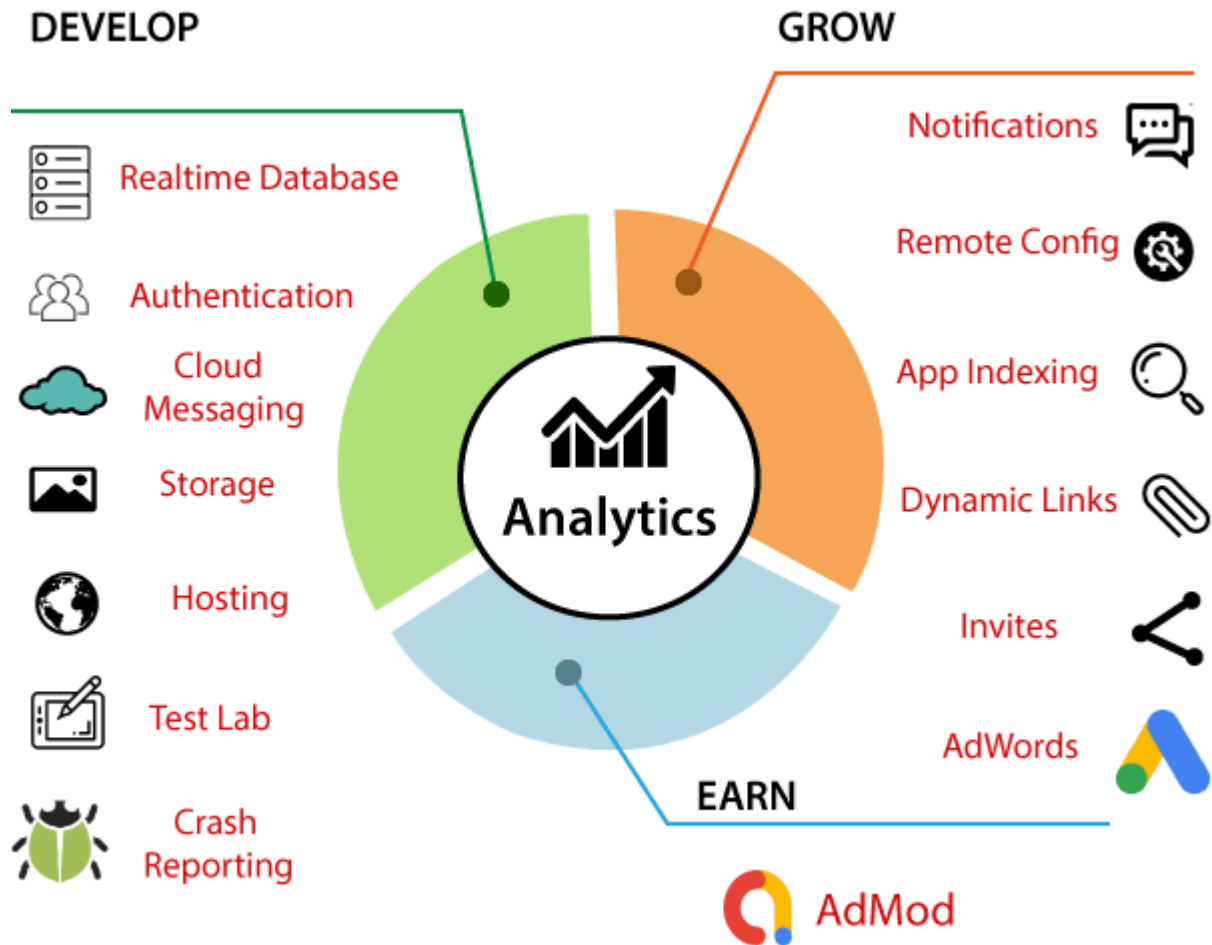 DEVELOP
Realtime Database
Authentication
Cloud
Messaging
Storage
Hosting
Test Lab
Crash
Reporting
Analytics
GROW
Notifications
Remote Config
App Indexing
Dynamic Links
Invites
AdWords
EARN
AdMod